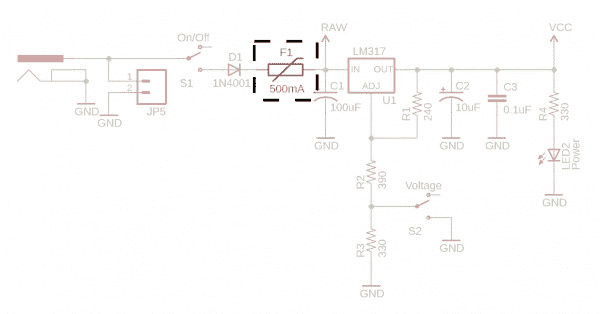 On/Off
S1
D1
1N4001
F1
500mA
RAW
LM317
IN OUT
ADJ
U1
C1
100uF
GND
R1
240
C2
10uF
GND
C3
0.1uF
GND
VCC
R4
330
LED2
Power
GND
1
2
JP5
GND
GND
R2
390
Voltage
S2
GND
R3
330
GND